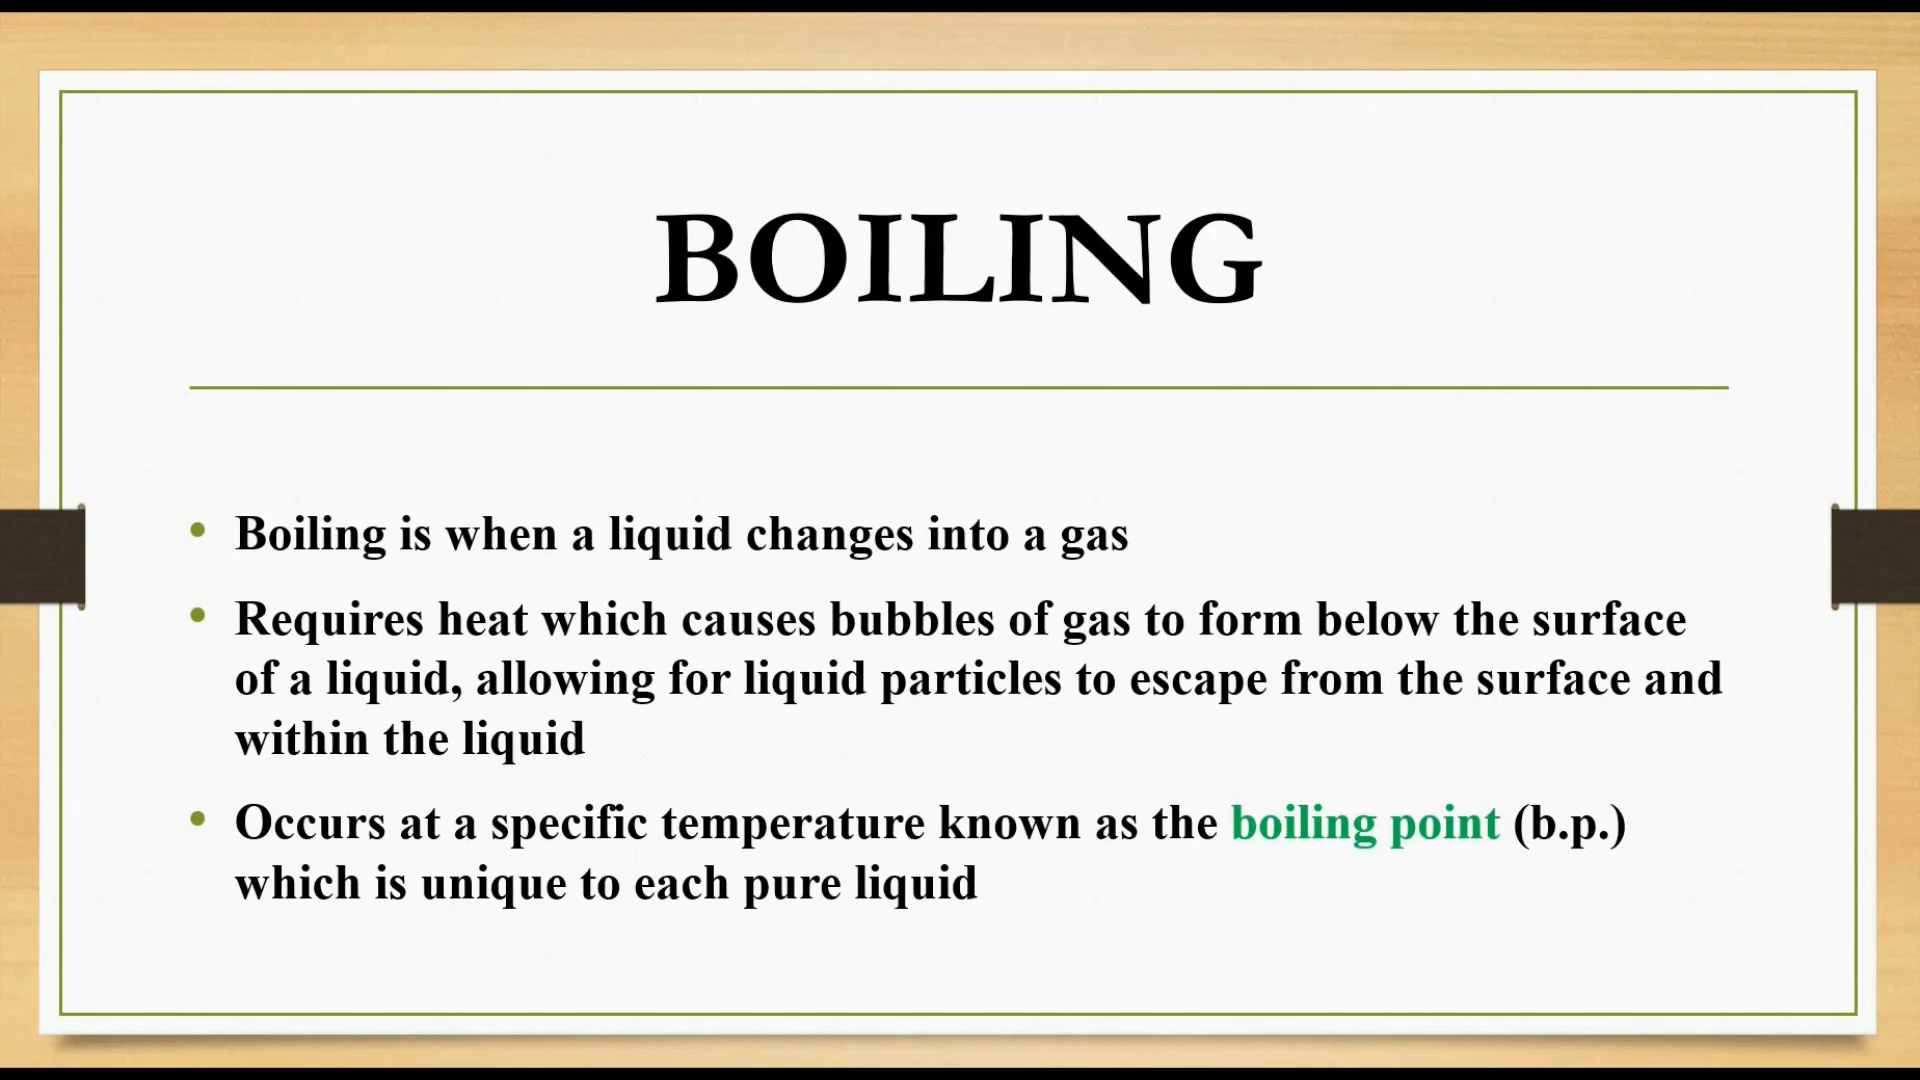 BOILING
• Boiling is when a liquid changes into a gas
• Requires heat which causes bubbles of gas to form below the surface
of a liquid, allowing for liquid particles to escape from the surface and
within the liquid
• Occurs at a specific temperature known as the boiling point (b.p.)
which is unique to each pure liquid